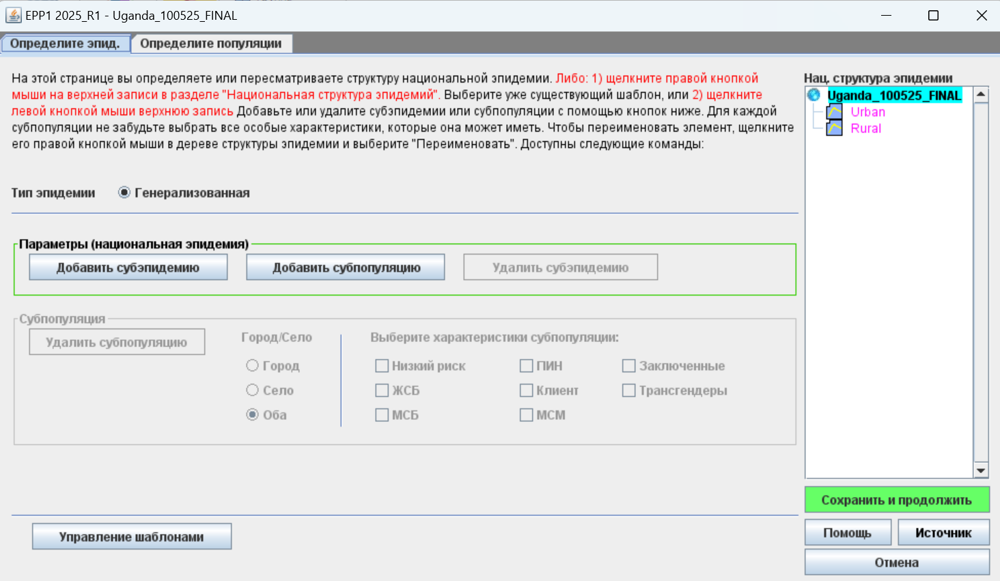 EPP1 2025_R1 - Uganda_100525_FINAL
Определите эпид.
Определите популяции
На этой странице вы определяете или пересматриваете структуру национальной эпидемии. Либо: 1) щелкните правой кнопкой
мыши на верхней записи в разделе "Национальная структура эпидемий". Выберите уже существующий шаблон, или 2) щелкните
левой кнопкой мыши верхнюю запись Добавьте или удалите субэпидемию или субпопуляции с помощью кнопок ниже. Для каждой
субпопуляции не забудьте выбрать все особые характеристики, которые она может иметь. Чтобы переименовать элемент, щелкните
его правой кнопкой мыши в дереве структуры эпидемии и выберите "Переименовать". Доступны следующие команды:
Нац. структура эпидемии
Uganda_100525_FINAL
Urban
Rural
Тип эпидемии
Генерализованная
Параметры (национальная эпидемия)
Добавить субэпидемию
Добавить субпопуляцию
Удалить субэпидемию
Субпопуляция
Удалить субпопуляцию
Город/Село
Город
Село
Оба
Выберите характеристики субпопуляции:
Низкий риск
ПИН
Заключенные
ЖСБ
Клиент
Трансгендеры
МСБ
МСМ
Управление шаблонами
Сохранить и продолжить
Помощь
Источник
Отмена